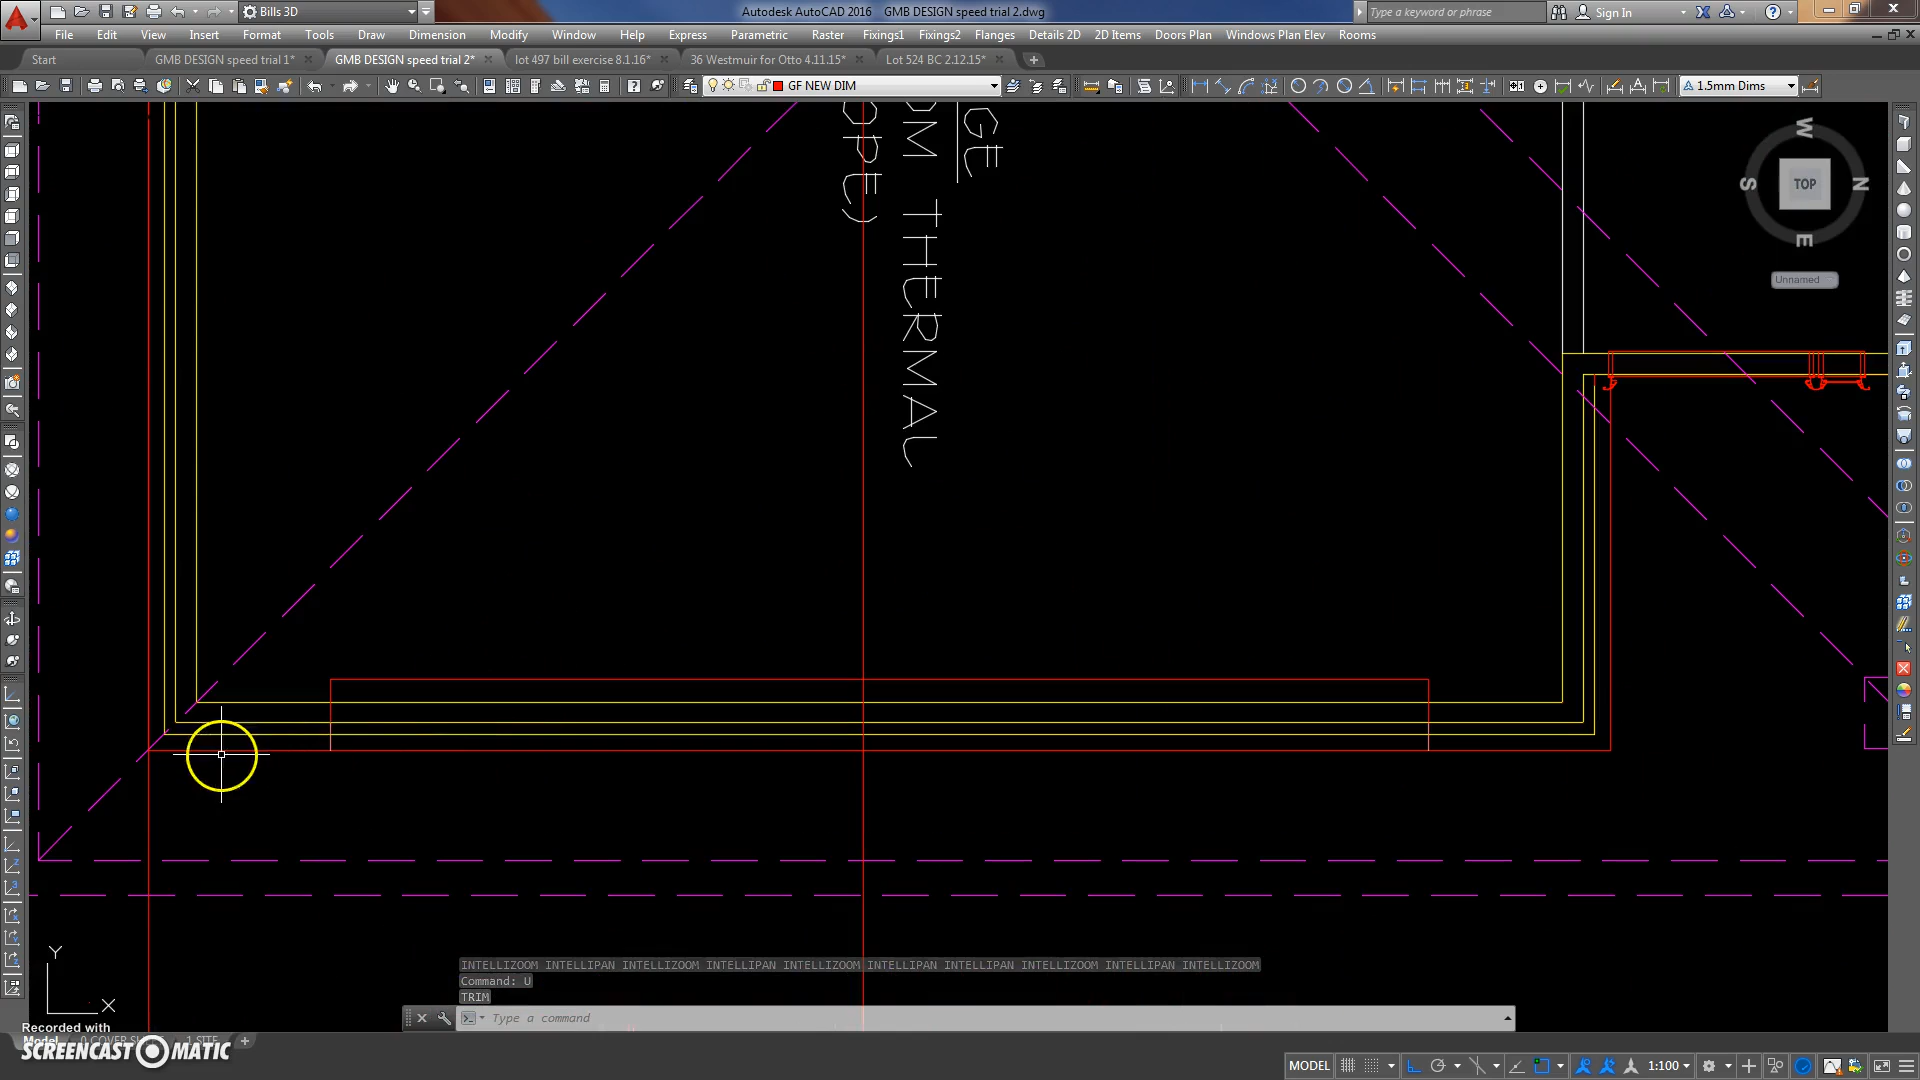 Bills 3D
Autodesk AutoCAD 2016 GMB DESIGN speed trial 2.dwg
Type a keyword or phrase
Sign In
File Edit View Insert Format Tools Draw Dimension Modify Window Help Express Parametric Raster Fixings1 Fixings2 Flanges Details 2D 2D Items Doors Plan Windows Plan Elev Rooms
Start
GMB DESIGN speed trial 1*
GMB DESIGN speed trial 2*
lot 497 bill exercise 8.1.16*
36 Westmuir for Otto 4.11.15*
Lot 524 BC 2.12.15*
GF NEW DIM
1.5mm Dims
THERMAL
W
S
TOP
N
E
Unnamed
INTELLIZOOM INTELLIPAN INTELLIZOOM INTELLIPAN INTELLIZOOM INTELLIPAN INTELLIPAN INTELLIZOOM INTELLIPAN INTELLIZOOM
Command: U
TRIM
Type a command
Y
X
Recorded with
SCREENCAST MATIC
MODEL
1:100